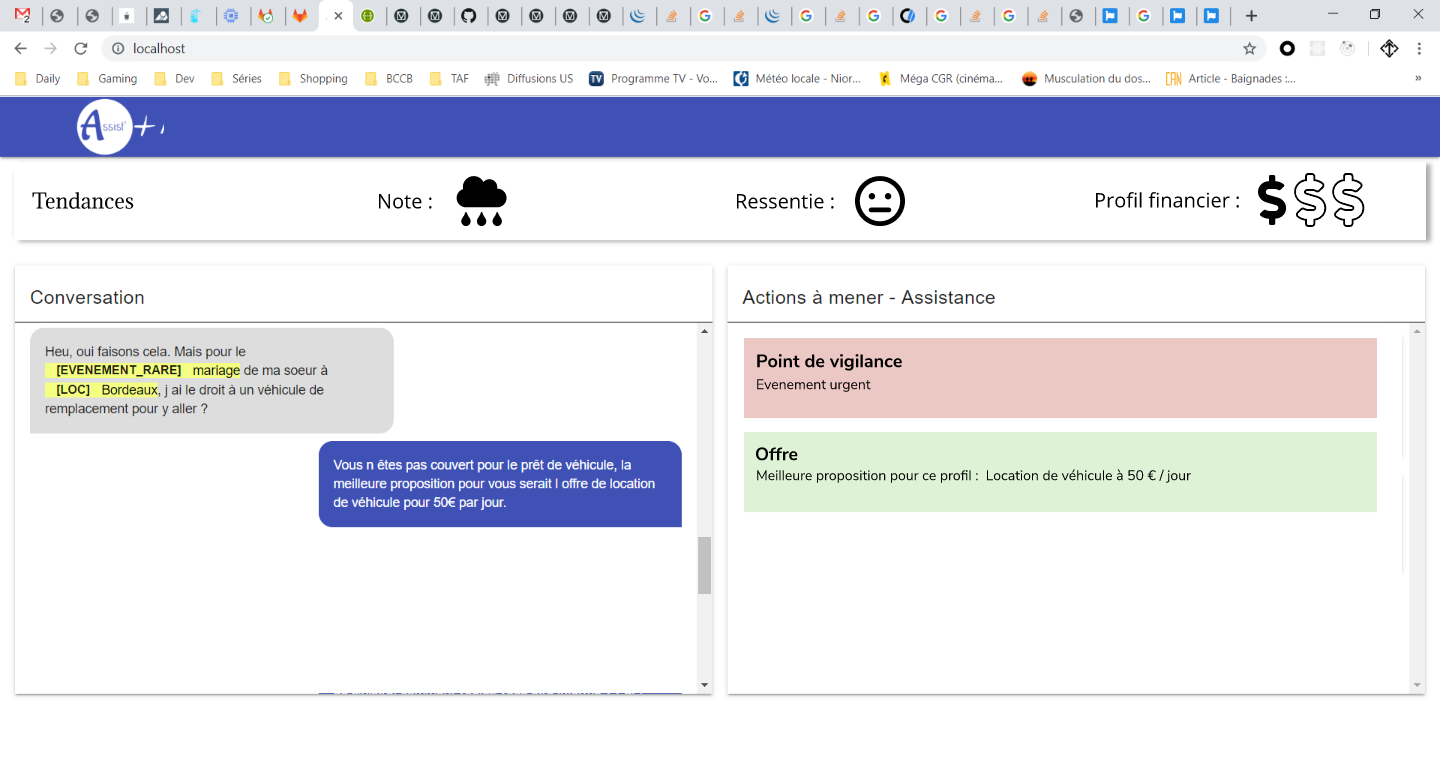 localhost
Daily
Gaming
Dev
Séries
Shopping
BCCB
TAF
Diffusions US
Programme TV - Vo...
Météo locale - Nior...
Méga CGR (cinéma...
Musculation du dos...
Article - Baignades :...
»
Assist'
+
Tendances
Note :
Ressentie :
Profil financier :
$$$
Conversation
Heu, oui faisons cela. Mais pour le
[EVENEMENT_RARE] mariage de ma soeur à
[LOC] Bordeaux, j ai le droit à un véhicule de
remplacement pour y aller ?
Vous n êtes pas couvert pour le prêt de véhicule, la
meilleure proposition pour vous serait l offre de location
de véhicule pour 50€ par jour.
Actions à mener - Assistance
Point de vigilance
Evenement urgent
Offre
Meilleure proposition pour ce profil : Location de véhicule à 50 € / jour